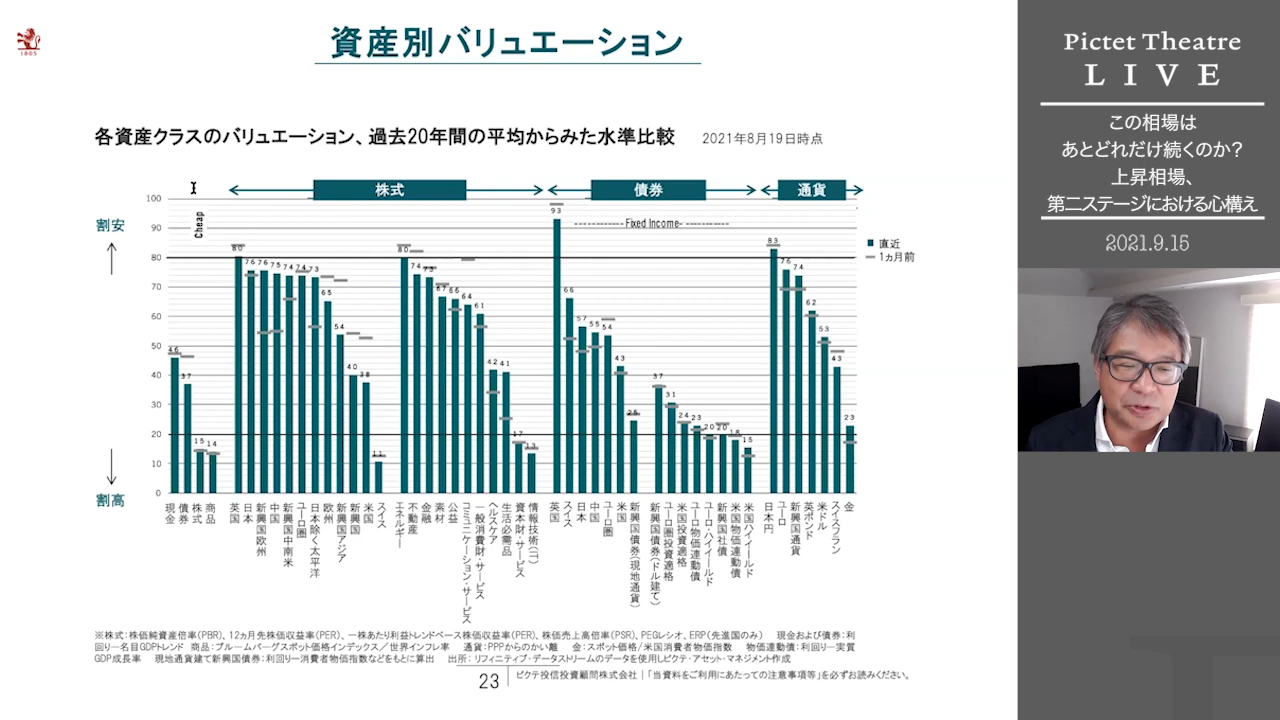 1805
資産別バリュエーション
各資産クラスのバリュエーション、過去20年間の平均からみた水準比較 2021年8月19日時点
株式 債券 通貨
割安
割高
Cheap
Fixed Income
直近
1ヵ月前
100
90
80
70
60
50
40
30
20
10
0
46 37 15 14
80 76 76 75 74 74 73 65 54 40 38 11
80 74 73 67 66 64 61 42 41 17 13
93 66 57 55 54 43 25
37 31 24 23 20 20 18 15
83 76 74 62 53 43 23
現金
債券
株式
商品
英国
日本
新興国欧州
中国
新興国中南米
ユーロ圏
日本除く太平洋
欧州
新興国アジア
新興国
米国
スイス
エネルギー
不動産
金融
素材
公益
コミュニケーション・サービス
一般消費財・サービス
ヘルスケア
生活必需品
資本財・サービス
情報技術(IT)
英国
スイス
日本
中国
ユーロ圏
米国
新興国債券(現地通貨)
新興国債券(ドル建て)
ユーロ圏投資適格
米国投資適格
ユーロ物価連動債
ユーロ・ハイイールド
新興国社債
米国物価連動債
米国ハイイールド
日本円
ユーロ
新興国通貨
英ポンド
米ドル
スイスフラン
金
※株式:株価純資産倍率(PBR)、12ヵ月先株価収益率(PER)、一株あたり利益トレンドベース株価収益率(PER)、株価売上高倍率(PSR)、PEGレシオ、ERP(先進国のみ) 現金および債券:利
回り－名目GDPトレンド 商品:ブルームバーグスポット価格インデックス／世界インフレ率 通貨:PPPからのかい離 金:スポット価格/米国消費者物価指数 物価連動債:利回り－実質
GDP成長率 現地通貨建て新興国債券:利回り－消費者物価指数などをもとに算出 出所:リフィニティブ・データストリームのデータを使用しピクテ・アセット・マネジメント作成
23 ピクテ投信投資顧問株式会社｜「当資料をご利用にあたっての注意事項等」を必ずお読みください。
Pictet Theatre
LIVE
この相場は
あとどれだけ続くのか?
上昇相場、
第二ステージにおける心構え
2021.9.15